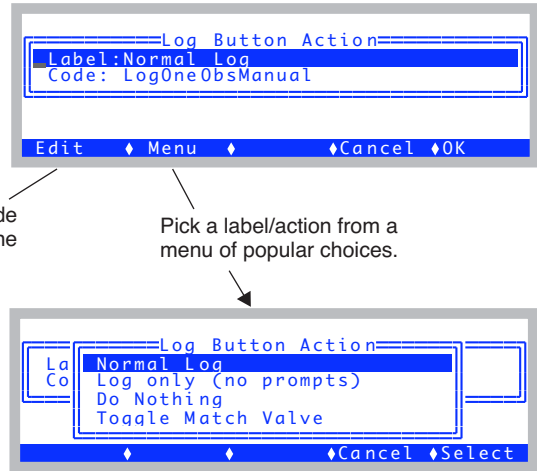 Log Button Action
Label:Normal Log
Code: LogOneObsManual
Edit ♦ Menu ♦ ♦Cancel ♦OK
Pick a label/action from a
menu of popular choices.
Log Button Action
La Normal Log
Co Log only (no prompts)
Do Nothing
Toggle Match Valve
♦ ♦ ♦Cancel ♦Select